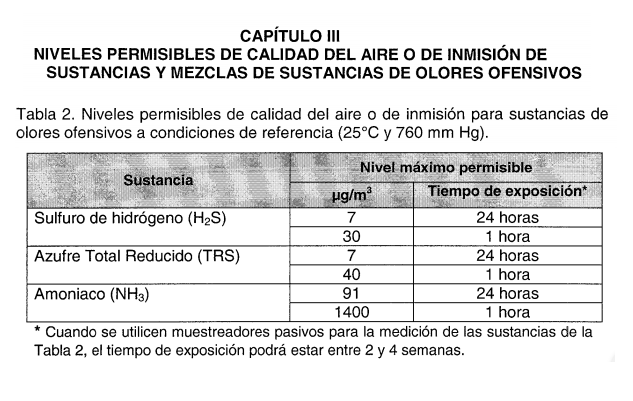 CAPÍTULO III
NIVELES PERMISIBLES DE CALIDAD DEL AIRE O DE INMISIÓN DE
SUSTANCIAS Y MEZCLAS DE SUSTANCIAS DE OLORES OFENSIVOS
Tabla 2. Niveles permisibles de calidad del aire o de inmisión para sustancias de
olores ofensivos a condiciones de referencia (25°C y 760 mm Hg).
Sustancia
Nivel máximo permisible
µg/m³ Tiempo de exposición*
Sulfuro de hidrógeno (H₂S) 7 24 horas
30 1 hora
Azufre Total Reducido (TRS) 7 24 horas
40 1 hora
Amoniaco (NH₃) 91 24 horas
1400 1 hora
* Cuando se utilicen muestreadores pasivos para la medición de las sustancias de la
Tabla 2, el tiempo de exposición podrá estar entre 2 y 4 semanas.